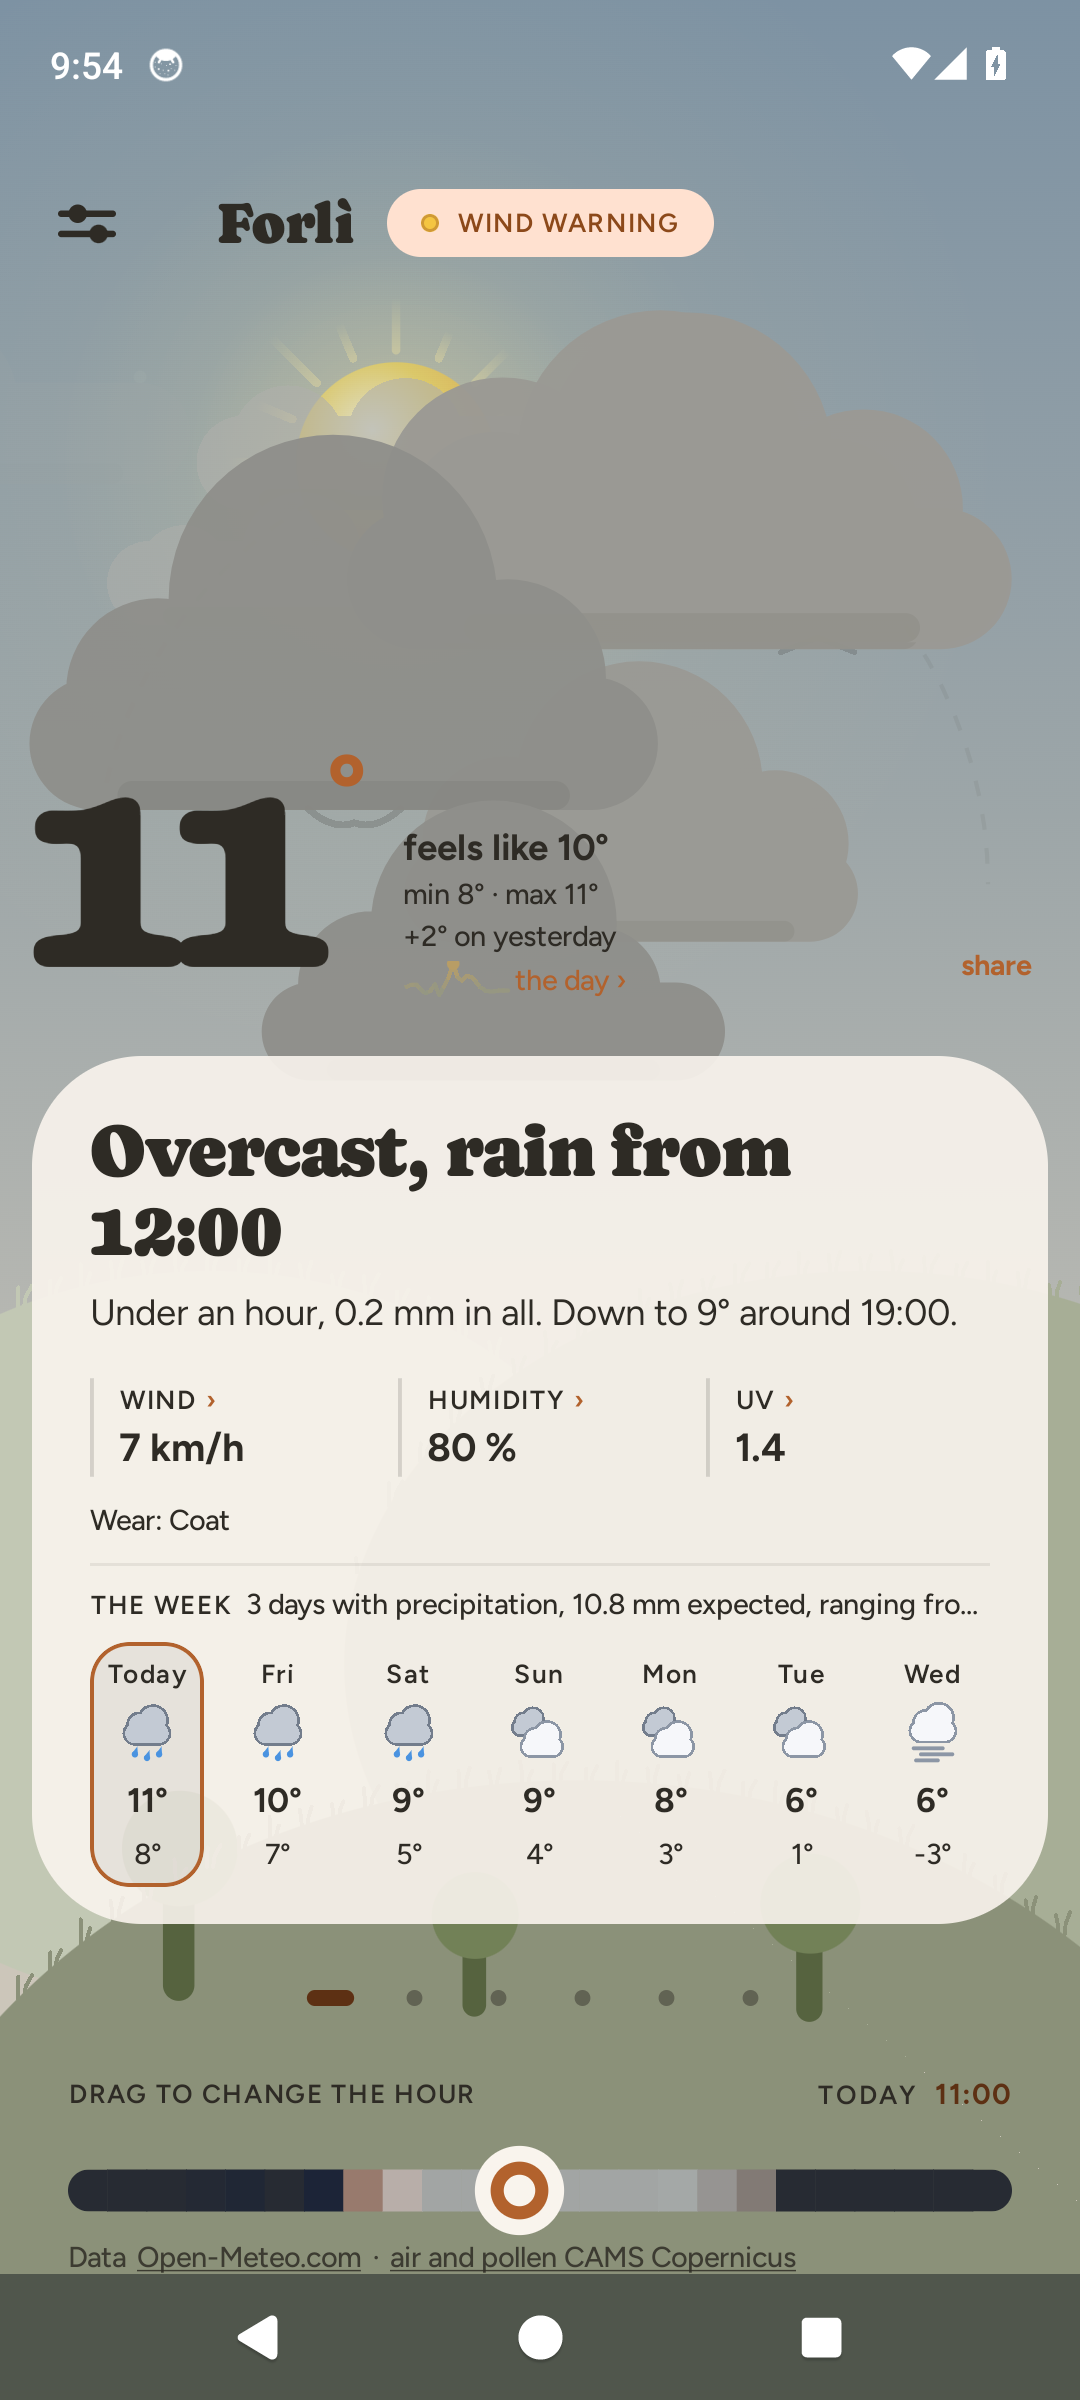 9:54
Forlì
WIND WARNING
11
feels like 10°
min 8° · max 11°
+2° on yesterday
the day ›
share
Overcast, rain from
12:00
Under an hour, 0.2 mm in all. Down to 9° around 19:00.
WIND › HUMIDITY › UV ›
7 km/h 80 % 1.4
Wear: Coat
THE WEEK 3 days with precipitation, 10.8 mm expected, ranging fro...
Today Fri Sat Sun Mon Tue Wed
11° 10° 9° 9° 8° 6° 6°
8° 7° 5° 4° 3° 1° -3°
DRAG TO CHANGE THE HOUR TODAY 11:00
Data Open-Meteo.com · air and pollen CAMS Copernicus